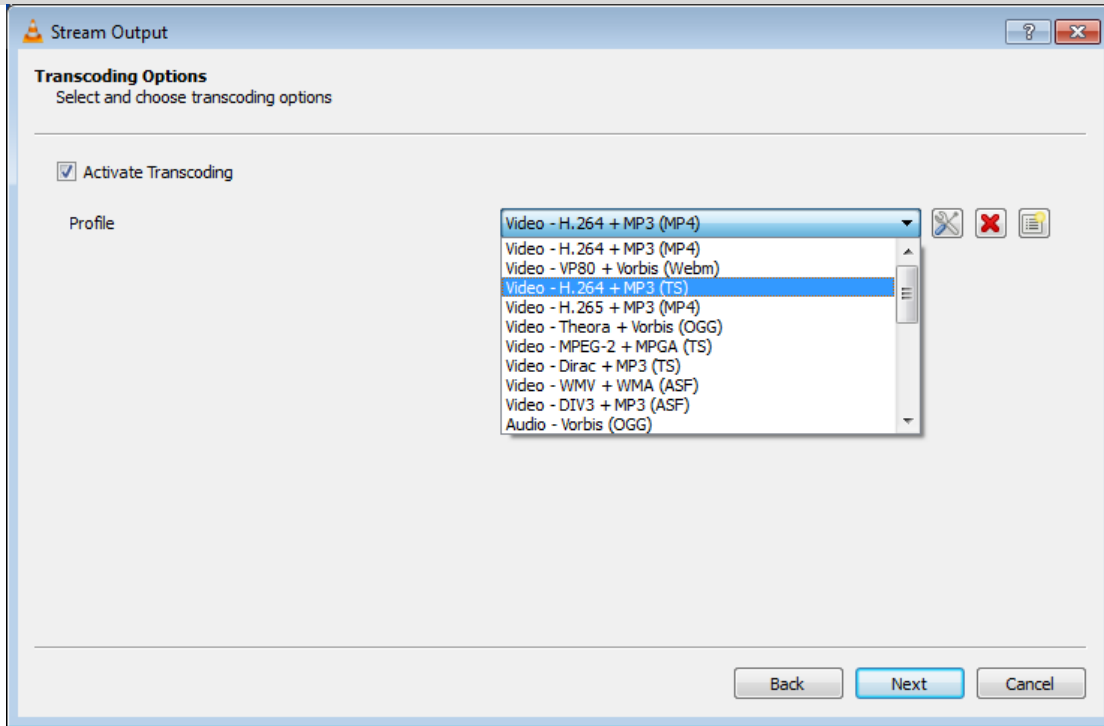 Stream Output
Transcoding Options
Select and choose transcoding options
Activate Transcoding
Profile
Video - H.264 + MP3 (MP4)
Video - H.264 + MP3 (MP4)
Video - VP80 + Vorbis (Webm)
Video - H.264 + MP3 (TS)
Video - H.265 + MP3 (MP4)
Video - Theora + Vorbis (OGG)
Video - MPEG-2 + MPGA (TS)
Video - Dirac + MP3 (TS)
Video - WMV + WMA (ASF)
Video - DIV3 + MP3 (ASF)
Audio - Vorbis (OGG)
Back Next Cancel